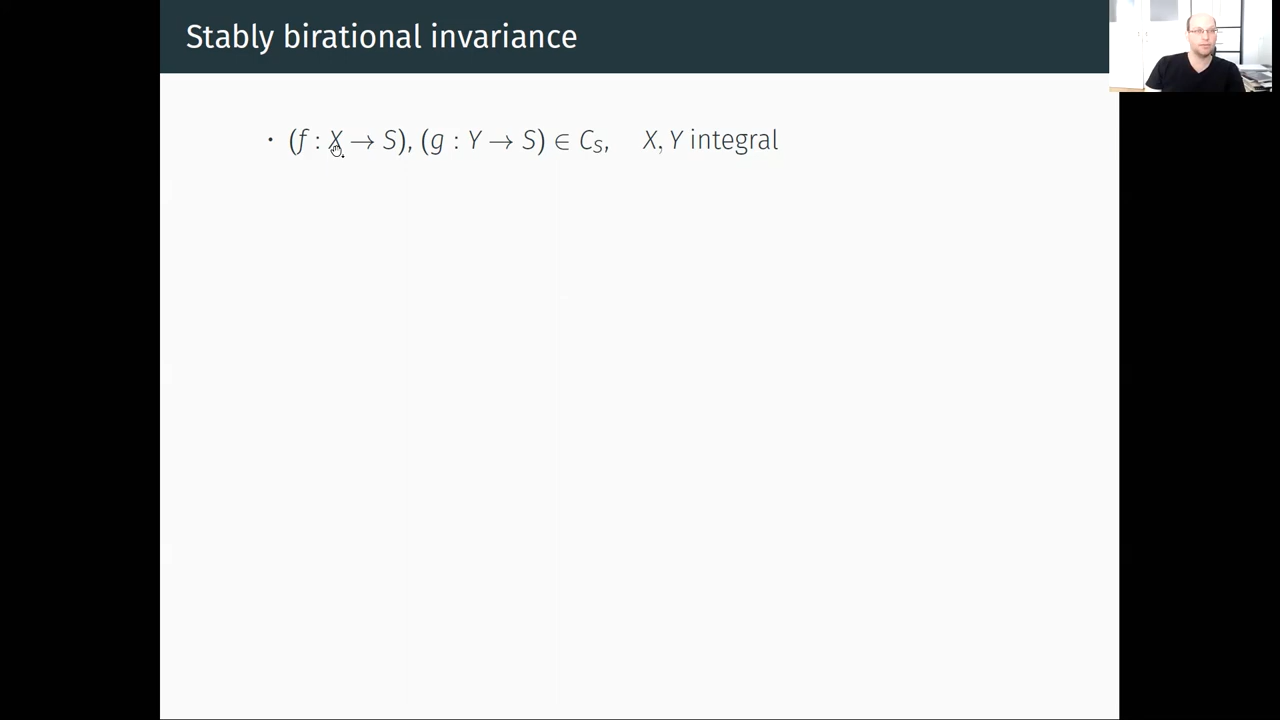 Stably birational invariance
· (f : X → S), (g : Y → S) ∈ C_S, X, Y integral